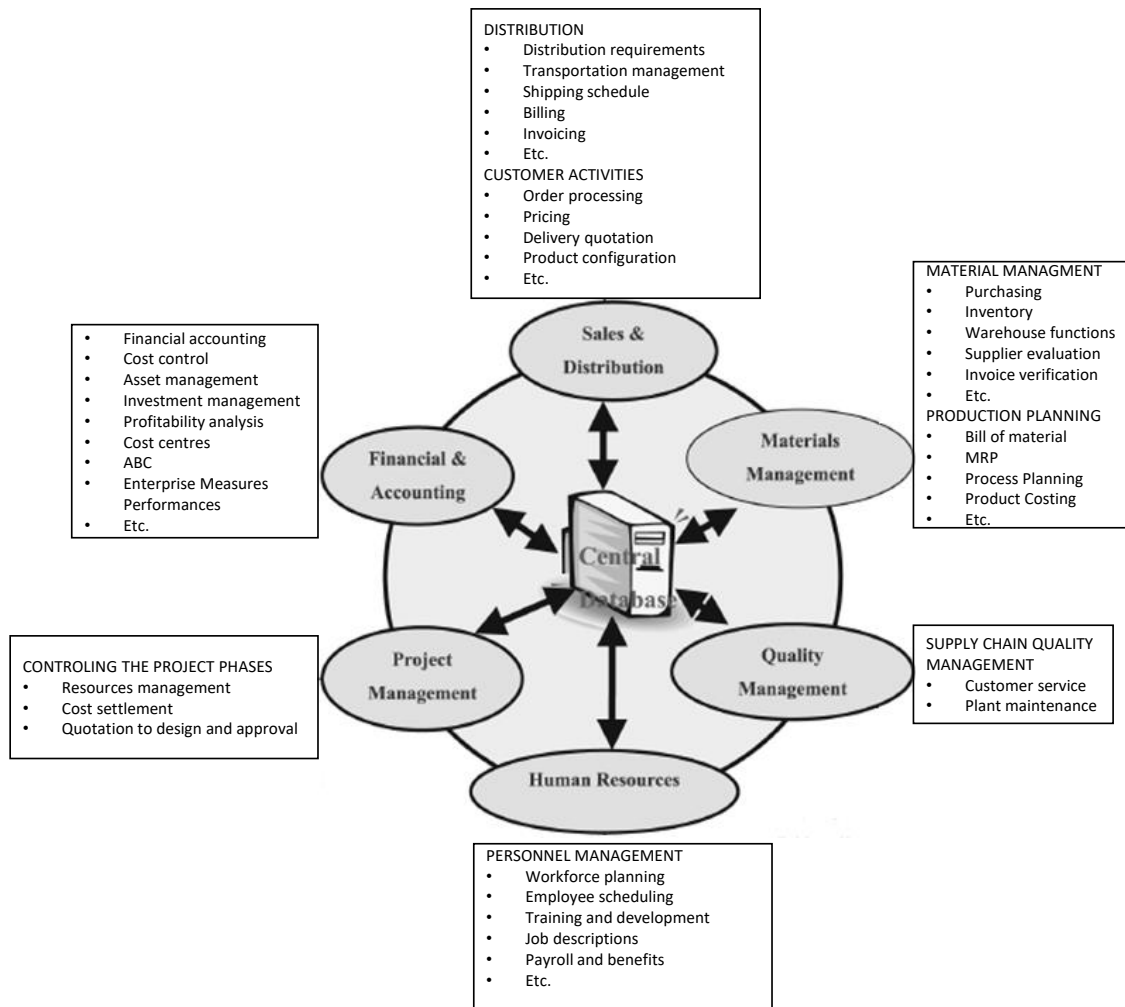 DISTRIBUTION
• Distribution requirements
• Transportation management
• Shipping schedule
• Billing
• Invoicing
• Etc.
CUSTOMER ACTIVITIES
• Order processing
• Pricing
• Delivery quotation
• Product configuration
• Etc.
Sales &
Distribution
MATERIAL MANAGMENT
• Purchasing
• Inventory
• Warehouse functions
• Supplier evaluation
• Invoice verification
• Etc.
PRODUCTION PLANNING
• Bill of material
• MRP
• Process Planning
• Product Costing
• Etc.
Materials
Management
• Financial accounting
• Cost control
• Asset management
• Investment management
• Profitability analysis
• Cost centres
• ABC
• Enterprise Measures
Performances
• Etc.
Financial &
Accounting
Central
Database
CONTROLING THE PROJECT PHASES
• Resources management
• Cost settlement
• Quotation to design and approval
Project
Management
Quality
Management
SUPPLY CHAIN QUALITY
MANAGEMENT
• Customer service
• Plant maintenance
Human Resources
PERSONNEL MANAGEMENT
• Workforce planning
• Employee scheduling
• Training and development
• Job descriptions
• Payroll and benefits
• Etc.